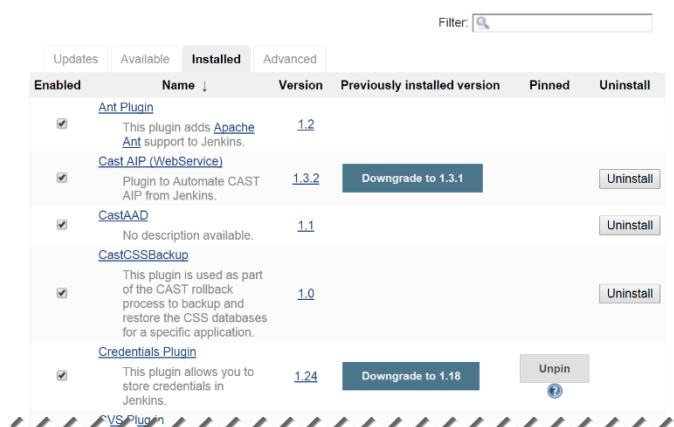 Filter:
Updates Available Installed Advanced
Enabled Name ↓ Version Previously installed version Pinned Uninstall
Ant Plugin
This plugin adds Apache
Ant support to Jenkins.
1.2
Cast AIP (WebService)
Plugin to Automate CAST
AIP from Jenkins.
1.3.2
Downgrade to 1.3.1
Uninstall
CastAAD
No description available.
1.1
Uninstall
CastCSSBackup
This plugin is used as part
of the CAST rollback
process to backup and
restore the CSS databases
for a specific application.
1.0
Uninstall
Credentials Plugin
This plugin allows you to
store credentials in
Jenkins.
1.24
Downgrade to 1.18
Unpin
?
CVS Plug-in